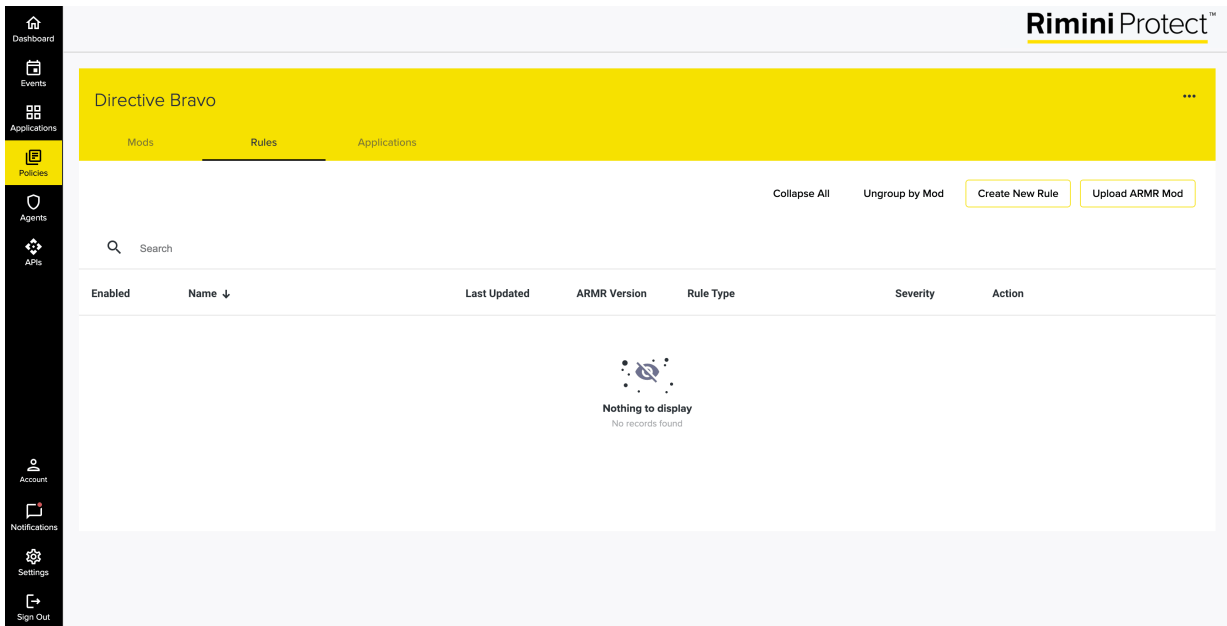 Dashboard
Rimini Protect™
Events
Directive Bravo
Applications
Mods Rules Applications
Policies
Collapse All Ungroup by Mod Create New Rule Upload ARMR Mod
Agents
Search
APIs
Enabled Name ↓ Last Updated ARMR Version Rule Type Severity Action
Nothing to display
No records found
Account
Notifications
Settings
Sign Out